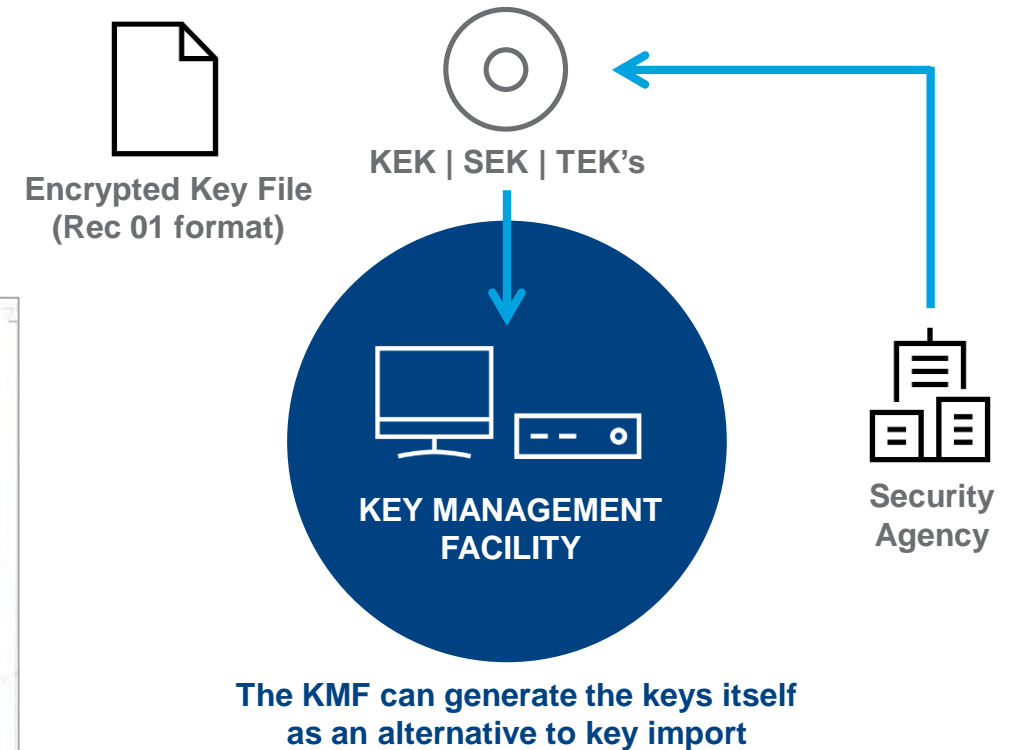 Encrypted Key File
(Rec 01 format)
KEK | SEK | TEK’s
KEY MANAGEMENT
FACILITY
Security
Agency
The KMF can generate the keys itself
as an alternative to key import